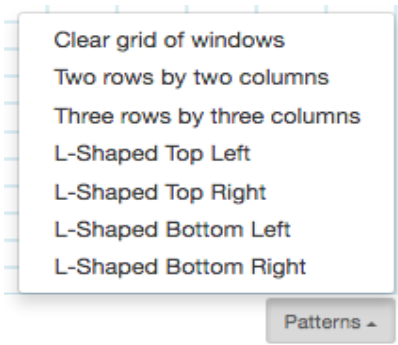 Clear grid of windows
Two rows by two columns
Three rows by three columns
L-Shaped Top Left
L-Shaped Top Right
L-Shaped Bottom Left
L-Shaped Bottom Right
Patterns